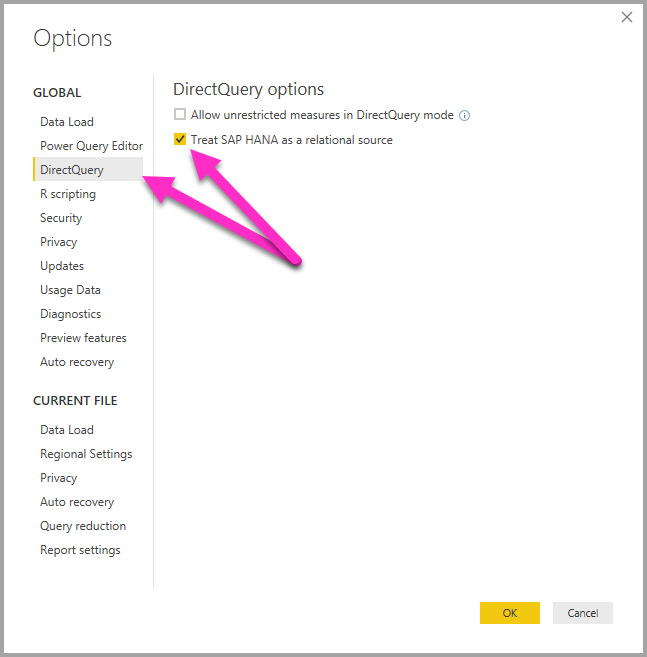 Options
GLOBAL
Data Load
Power Query Editor
DirectQuery
R scripting
Security
Privacy
Updates
Usage Data
Diagnostics
Preview features
Auto recovery
CURRENT FILE
Data Load
Regional Settings
Privacy
Auto recovery
Query reduction
Report settings
DirectQuery options
Allow unrestricted measures in DirectQuery mode
Treat SAP HANA as a relational source
OK
Cancel